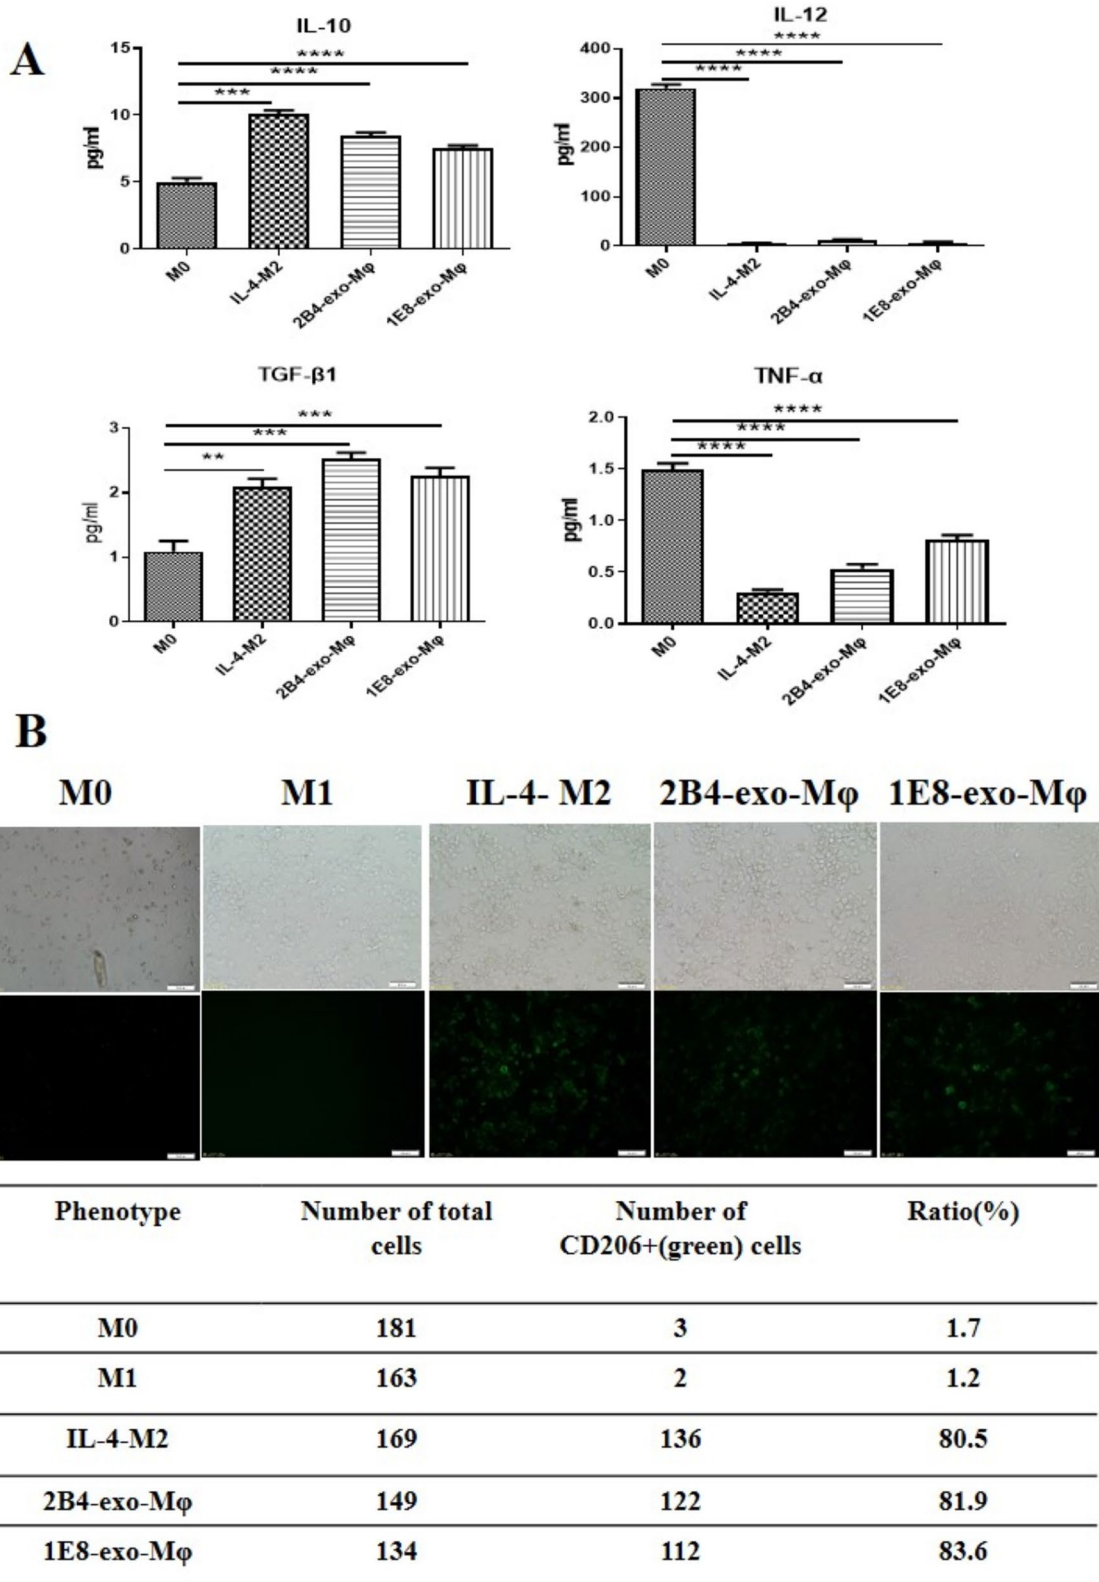 A
IL-10
15
10
5
0
pg/ml
****
****
***
M0
IL-4-M2
2B4-exo-Mφ
1E8-exo-Mφ
IL-12
400
300
200
100
0
pg/ml
****
****
****
M0
IL-4-M2
2B4-exo-Mφ
1E8-exo-Mφ
TGF-β1
3
2
1
0
pg/ml
***
***
**
M0
IL-4-M2
2B4-exo-Mφ
1E8-exo-Mφ
TNF-α
2.0
1.5
1.0
0.5
0.0
pg/ml
****
****
****
M0
IL-4-M2
2B4-exo-Mφ
1E8-exo-Mφ
B
M0 M1 IL-4- M2 2B4-exo-Mφ 1E8-exo-Mφ
Phenotype Number of total cells Number of CD206+(green) cells Ratio(%)
M0 181 3 1.7
M1 163 2 1.2
IL-4-M2 169 136 80.5
2B4-exo-Mφ 149 122 81.9
1E8-exo-Mφ 134 112 83.6